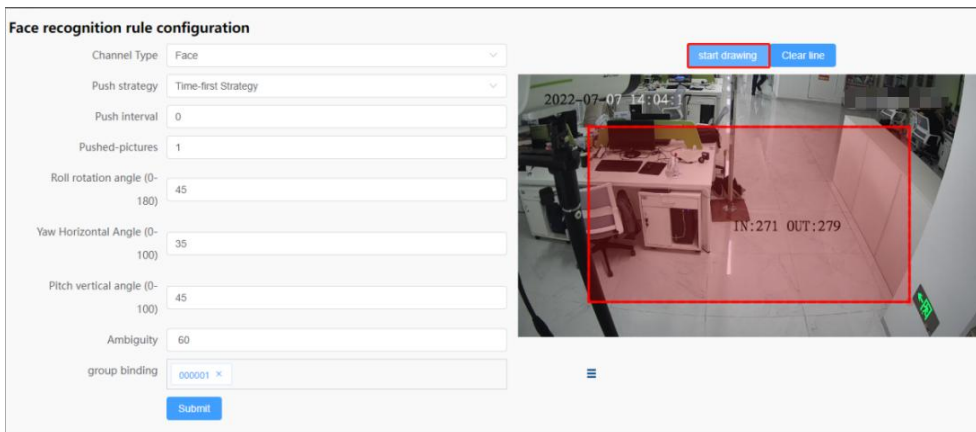 Face recognition rule configuration
Channel Type Face
start drawing Clear line
Push strategy Time-first Strategy
2022-07-07 14:04:17
Push interval 0
Pushed-pictures 1
Roll rotation angle (0-
180) 45
Yaw Horizontal Angle (0-
100) 35
IN:271 OUT:279
Pitch vertical angle (0-
100) 45
Ambiguity 60
group binding 000001 ×
Submit